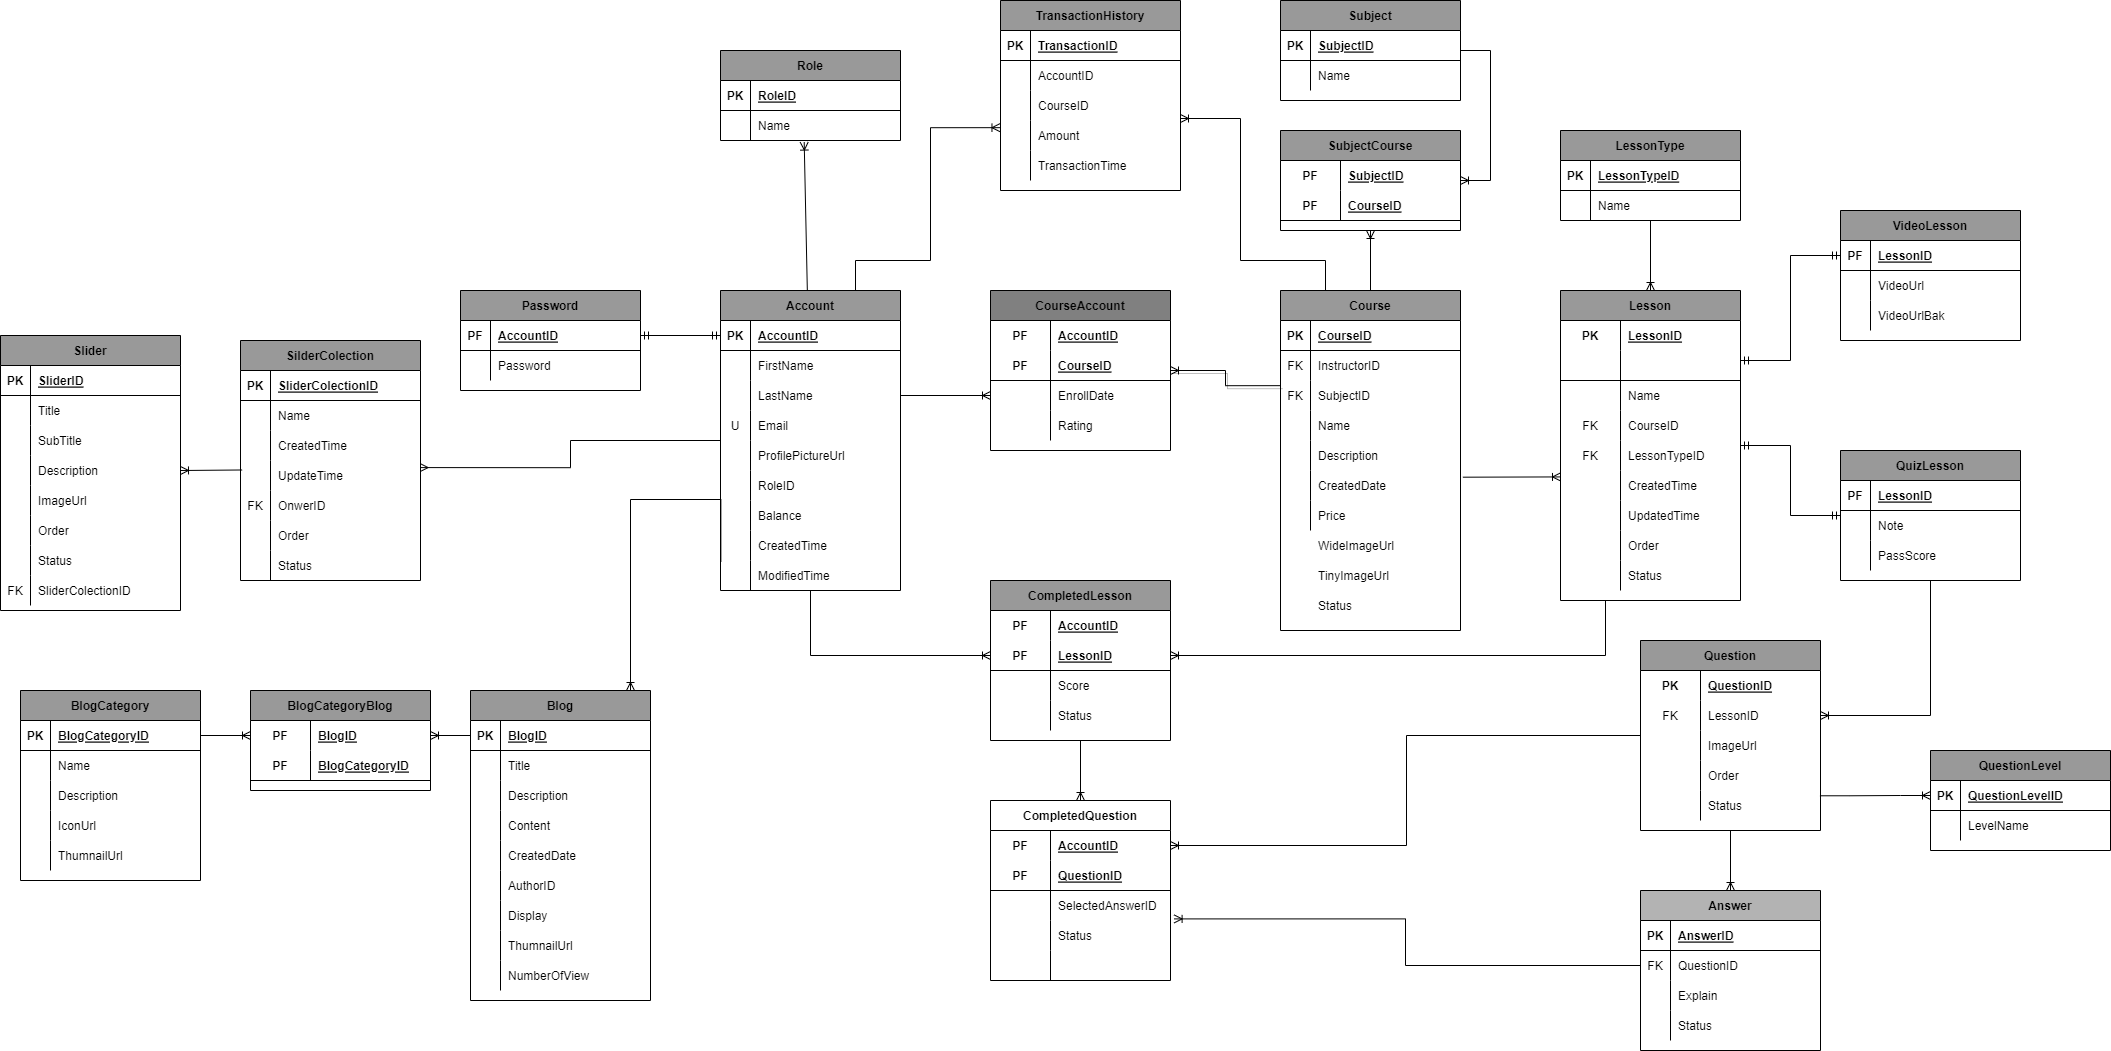 TransactionHistory
PK TransactionID
AccountID
CourseID
Amount
TransactionTime
Subject
PK SubjectID
Name
Role
PK RoleID
Name
SubjectCourse
PF SubjectID
PF CourseID
LessonType
PK LessonTypeID
Name
VideoLesson
PF LessonID
VideoUrl
VideoUrlBak
Password
PF AccountID
Password
Account
PK AccountID
FirstName
LastName
U Email
ProfilePictureUrl
RoleID
Balance
CreatedTime
ModifiedTime
CourseAccount
PF AccountID
PF CourseID
EnrollDate
Rating
Course
PK CourseID
FK InstructorID
FK SubjectID
Name
Description
CreatedDate
Price
WideImageUrl
TinyImageUrl
Status
Lesson
PK LessonID
Name
FK CourseID
FK LessonTypeID
CreatedTime
UpdatedTime
Order
Status
Slider
PK SliderID
Title
SubTitle
Description
ImageUrl
Order
Status
FK SliderColectionID
SilderColection
PK SliderColectionID
Name
CreatedTime
UpdateTime
FK OnwerID
Order
Status
QuizLesson
PF LessonID
Note
PassScore
CompletedLesson
PF AccountID
PF LessonID
Score
Status
Question
PK QuestionID
FK LessonID
ImageUrl
Order
Status
BlogCategory
PK BlogCategoryID
Name
Description
IconUrl
ThumnailUrl
BlogCategoryBlog
PF BlogID
PF BlogCategoryID
Blog
PK BlogID
Title
Description
Content
CreatedDate
AuthorID
Display
ThumnailUrl
NumberOfView
QuestionLevel
PK QuestionLevelID
LevelName
CompletedQuestion
PF AccountID
PF QuestionID
SelectedAnswerID
Status
Answer
PK AnswerID
FK QuestionID
Explain
Status